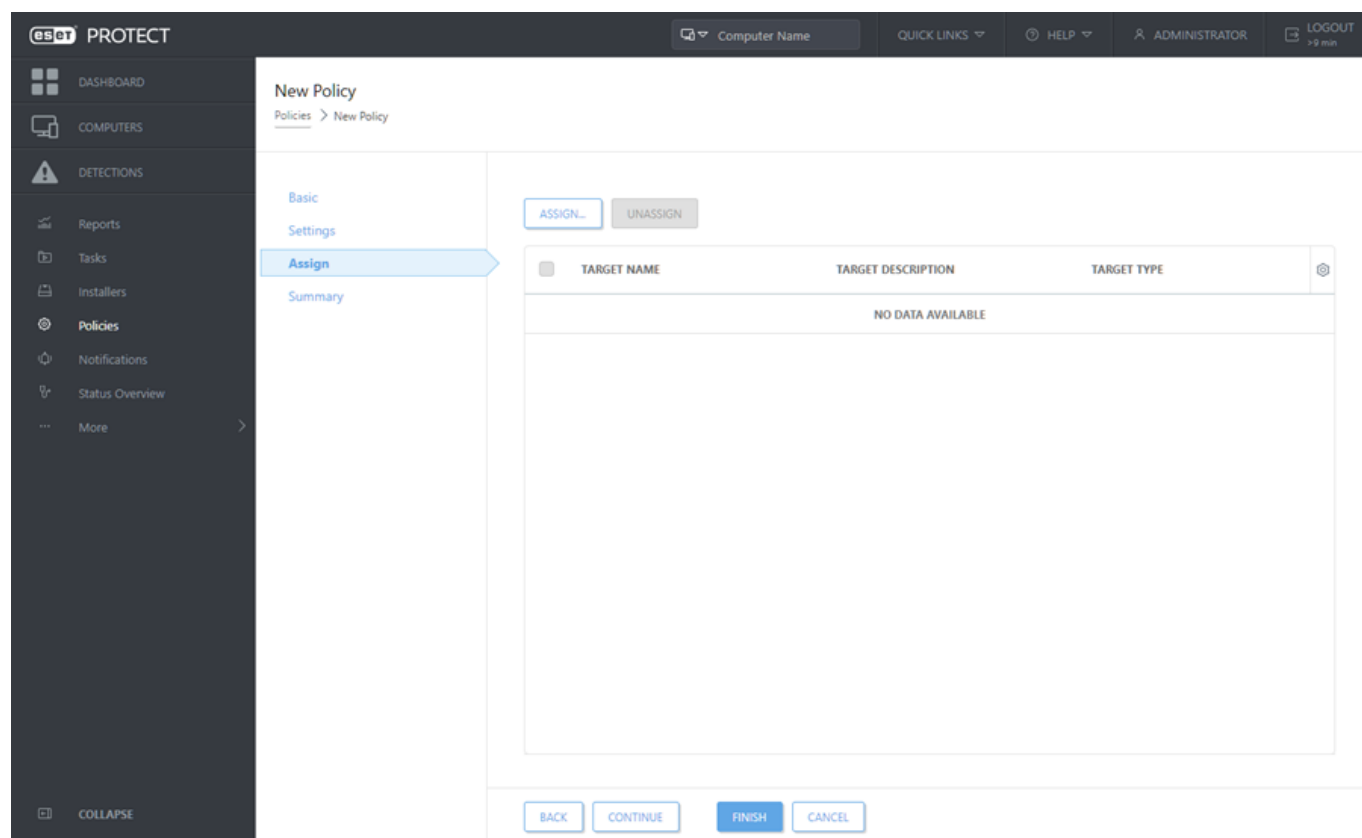 eset PROTECT
Computer Name
QUICK LINKS
HELP
ADMINISTRATOR
LOGOUT
>9 min
DASHBOARD
COMPUTERS
DETECTIONS
Reports
Tasks
Installers
Policies
Notifications
Status Overview
More
COLLAPSE
New Policy
Policies > New Policy
Basic
Settings
Assign
Summary
ASSIGN...
UNASSIGN
TARGET NAME
TARGET DESCRIPTION
TARGET TYPE
NO DATA AVAILABLE
BACK
CONTINUE
FINISH
CANCEL